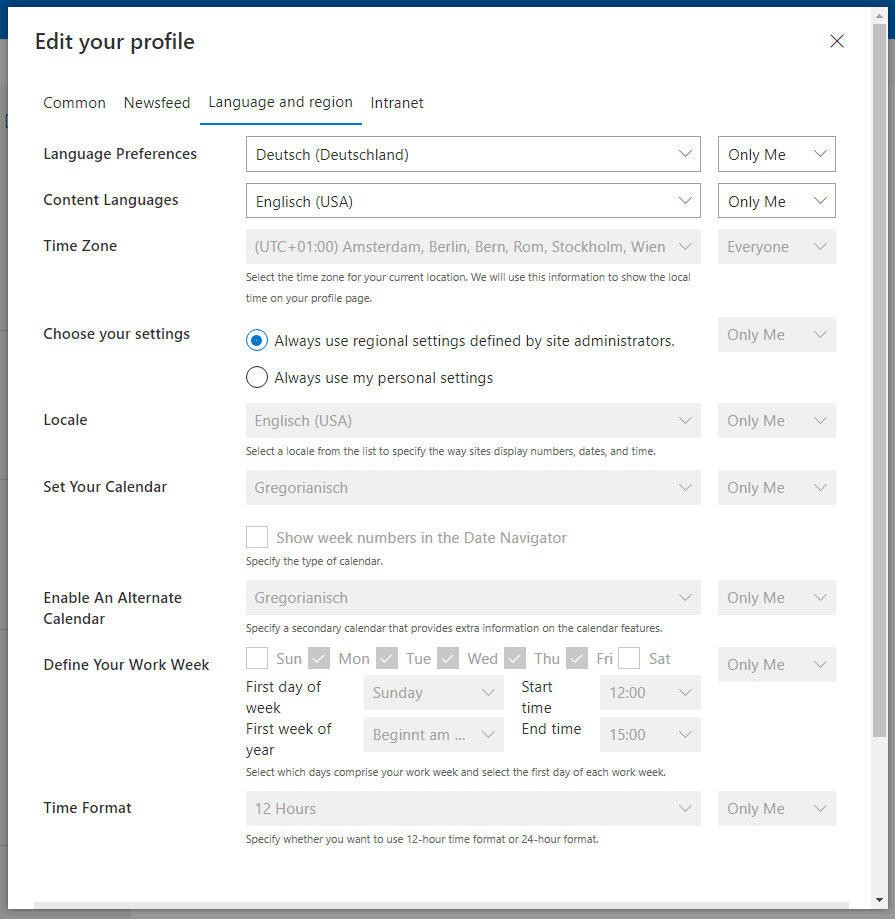 Edit your profile
Common Newsfeed Language and region Intranet
Language Preferences Deutsch (Deutschland) Only Me
Content Languages Englisch (USA) Only Me
Time Zone (UTC+01:00) Amsterdam, Berlin, Bern, Rom, Stockholm, Wien Everyone
Select the time zone for your current location. We will use this information to show the local
time on your profile page.
Choose your settings Always use regional settings defined by site administrators. Only Me
Always use my personal settings
Locale Englisch (USA) Only Me
Select a locale from the list to specify the way sites display numbers, dates, and time.
Set Your Calendar Gregorianisch Only Me
Show week numbers in the Date Navigator
Specify the type of calendar.
Enable An Alternate
Calendar
Gregorianisch Only Me
Specify a secondary calendar that provides extra information on the calendar features.
Define Your Work Week Sun Mon Tue Wed Thu Fri Sat Only Me
First day of
week
Sunday
Start
time
12:00
First week of
year
Beginnt am ...
End time
15:00
Select which days comprise your work week and select the first day of each work week.
Time Format 12 Hours Only Me
Specify whether you want to use 12-hour time format or 24-hour format.